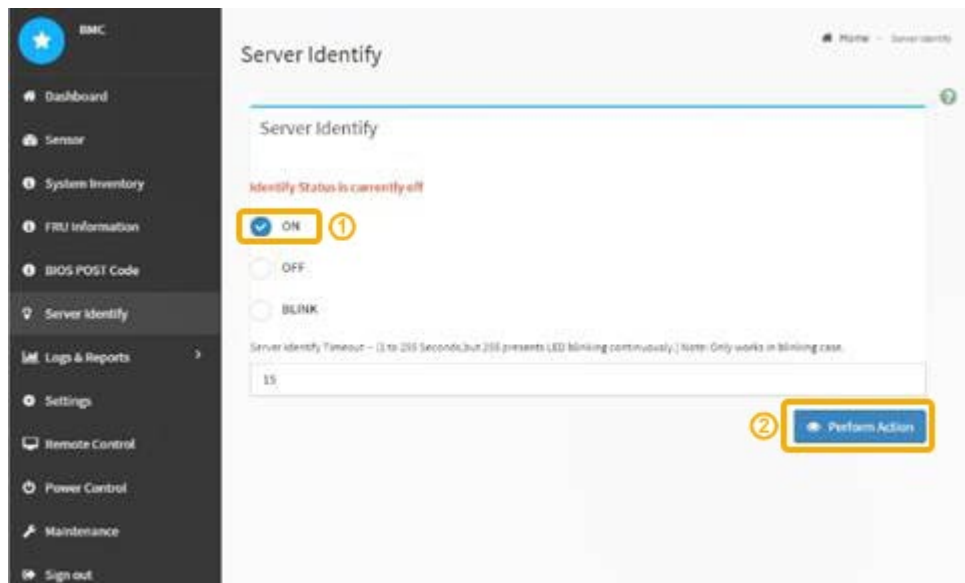 BMC
Dashboard
Sensor
System Inventory
FRU Information
BIOS POST Code
Server Identify
Logs & Reports
Settings
Remote Control
Power Control
Maintenance
Sign out
Home - Server Identify
Server Identify
Server Identify
Identify Status is currently off
ON
1
OFF
BLINK
Server Identify Timeout - (1 to 255 Seconds,but 255 presents LED blinking continuously.) Note: Only works in blinking case.
15
2
Perform Action